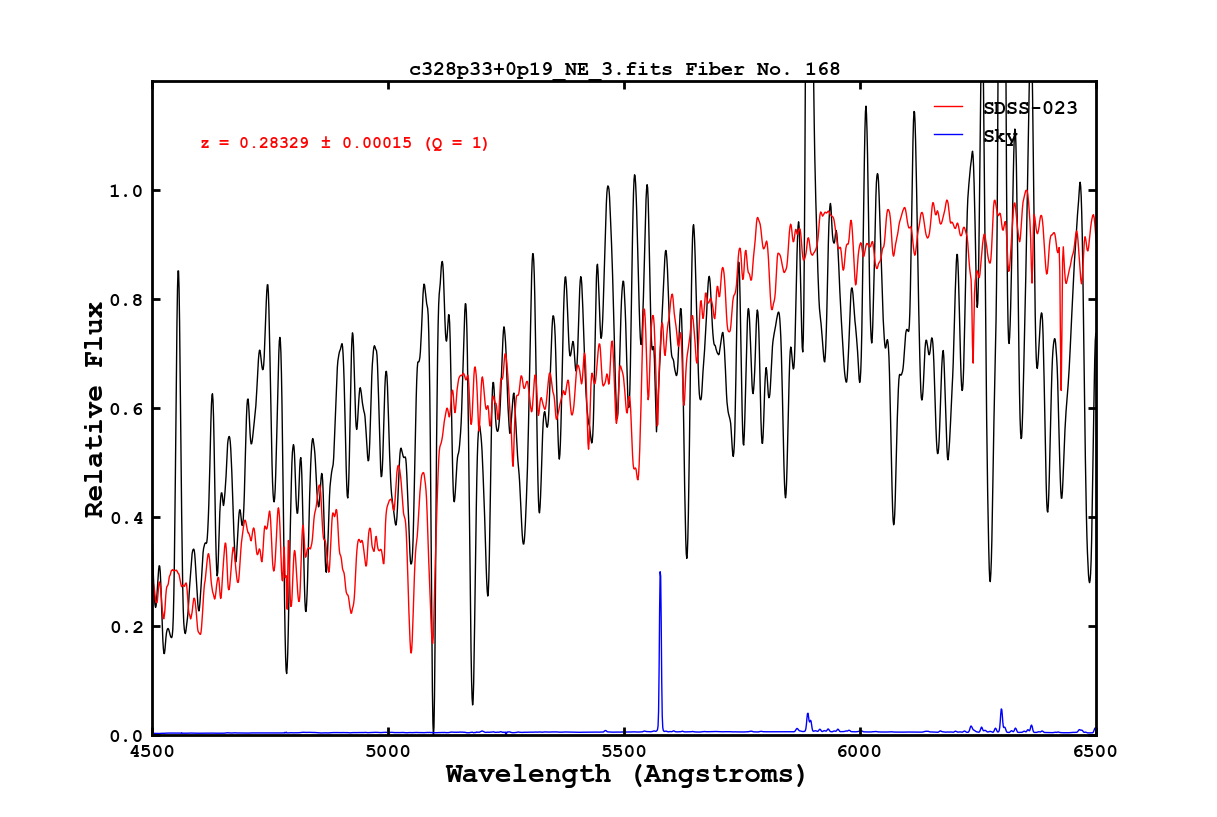 c328p33+0p19_NE_3.fits Fiber No. 168
SDSS-023
Sky
z = 0.28329 ± 0.00015 (Q = 1)
Relative Flux
1.0
0.8
0.6
0.4
0.2
0.0
4500 5000 5500 6000 6500
Wavelength (Angstroms)